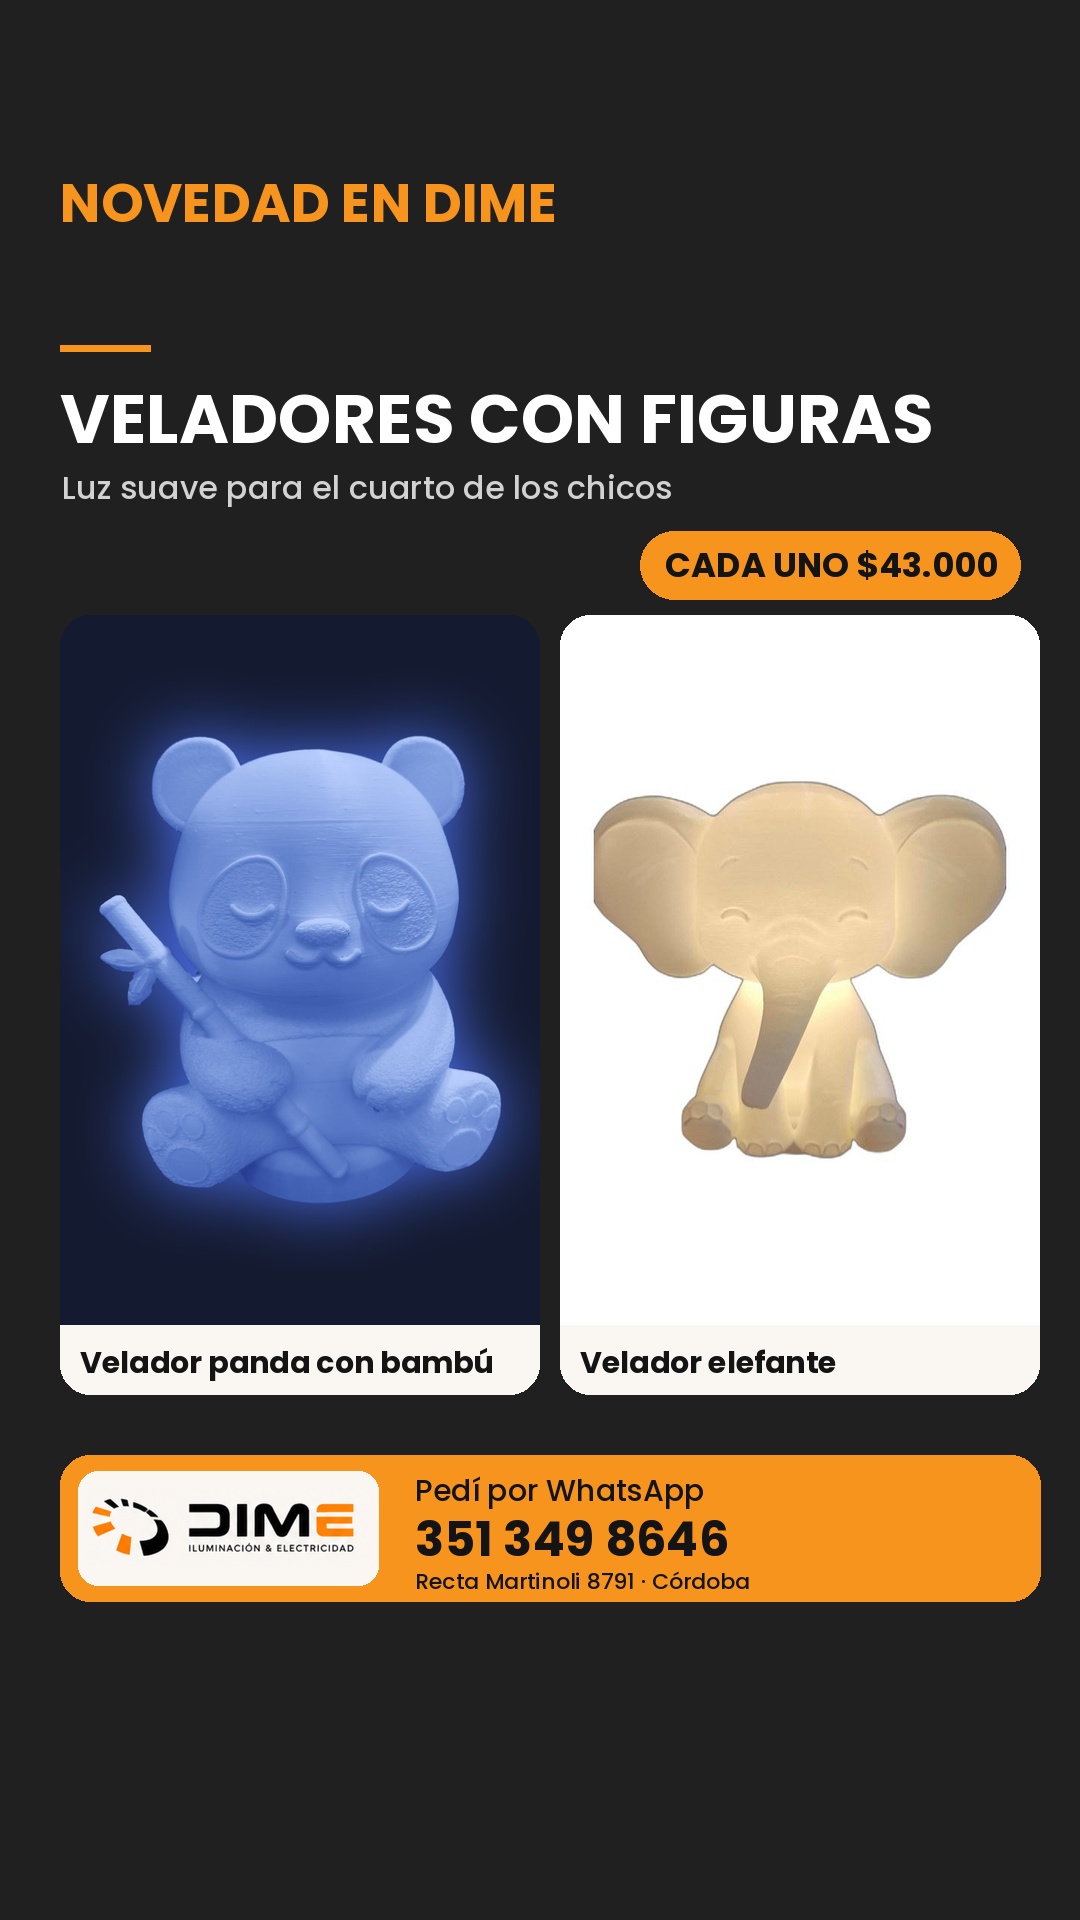 NOVEDAD EN DIME
VELADORES CON FIGURAS
Luz suave para el cuarto de los chicos
CADA UNO $43.000
Velador panda con bambú
Velador elefante
DIME
ILUMINACIÓN & ELECTRICIDAD
Pedí por WhatsApp
351 349 8646
Recta Martinoli 8791 · Córdoba